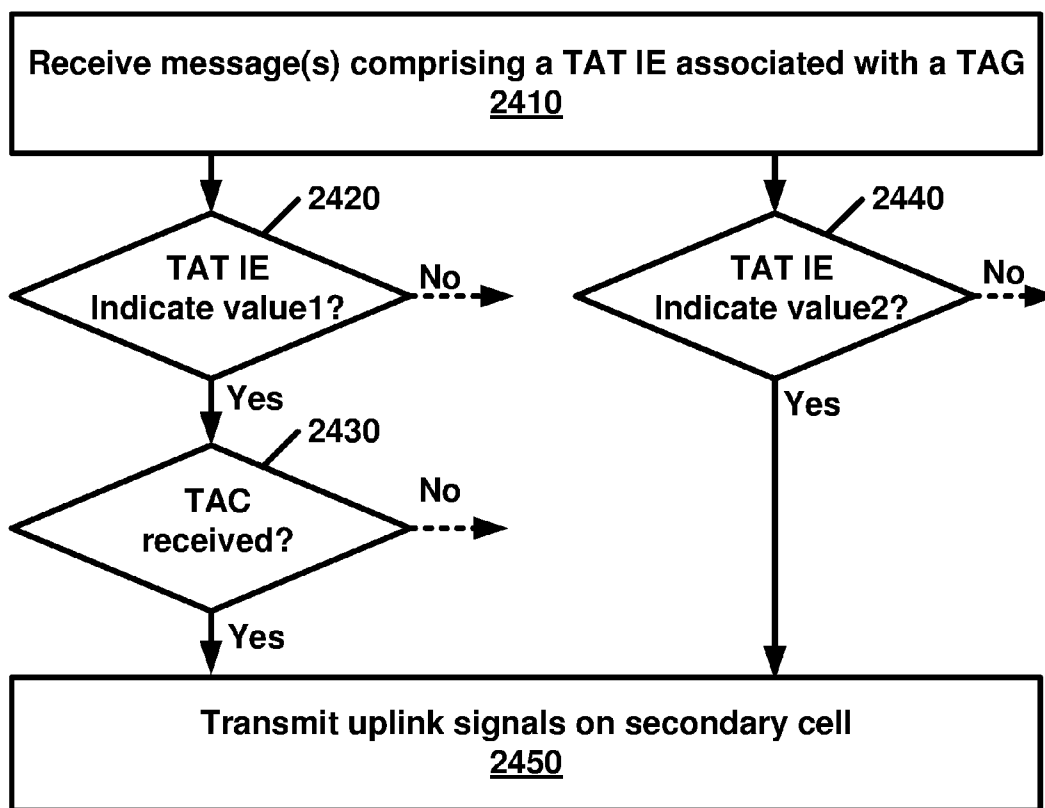 Receive message(s) comprising a TAT IE associated with a TAG
2410
2420
2440
TAT IE
Indicate value1?
No
TAT IE
Indicate value2?
No
Yes
Yes
2430
TAC
received?
No
Yes
Transmit uplink signals on secondary cell
2450